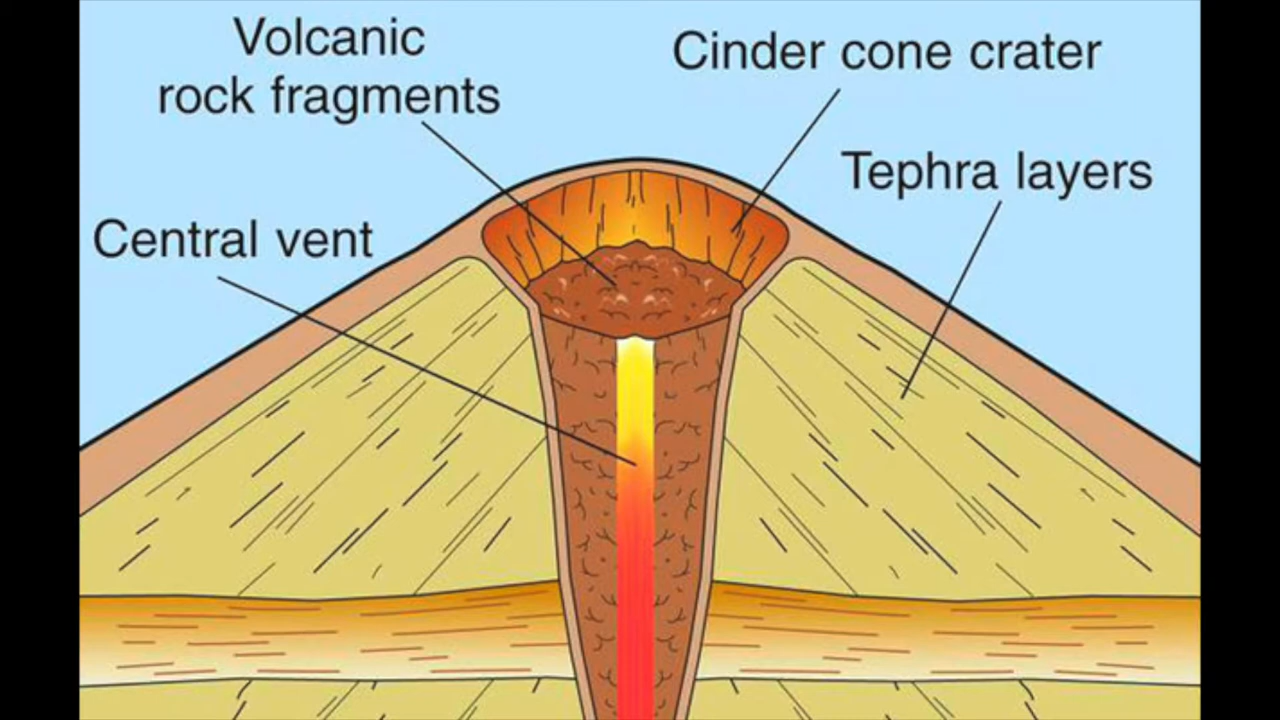 Volcanic
rock fragments
Cinder cone crater
Tephra layers
Central vent